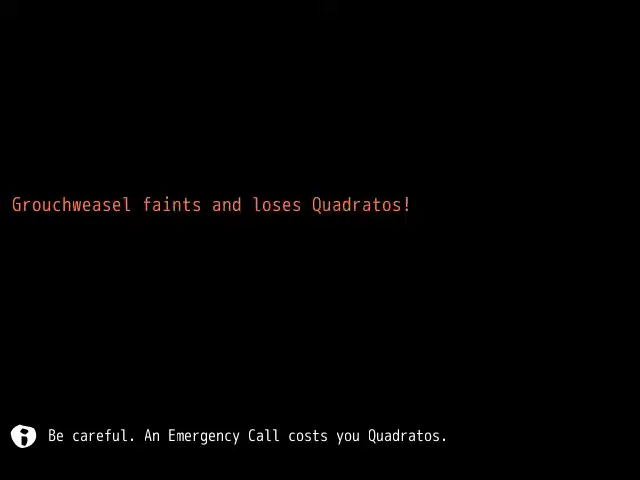 Grouchweasel faints and loses Quadratos!
Be careful. An Emergency Call costs you Quadratos.